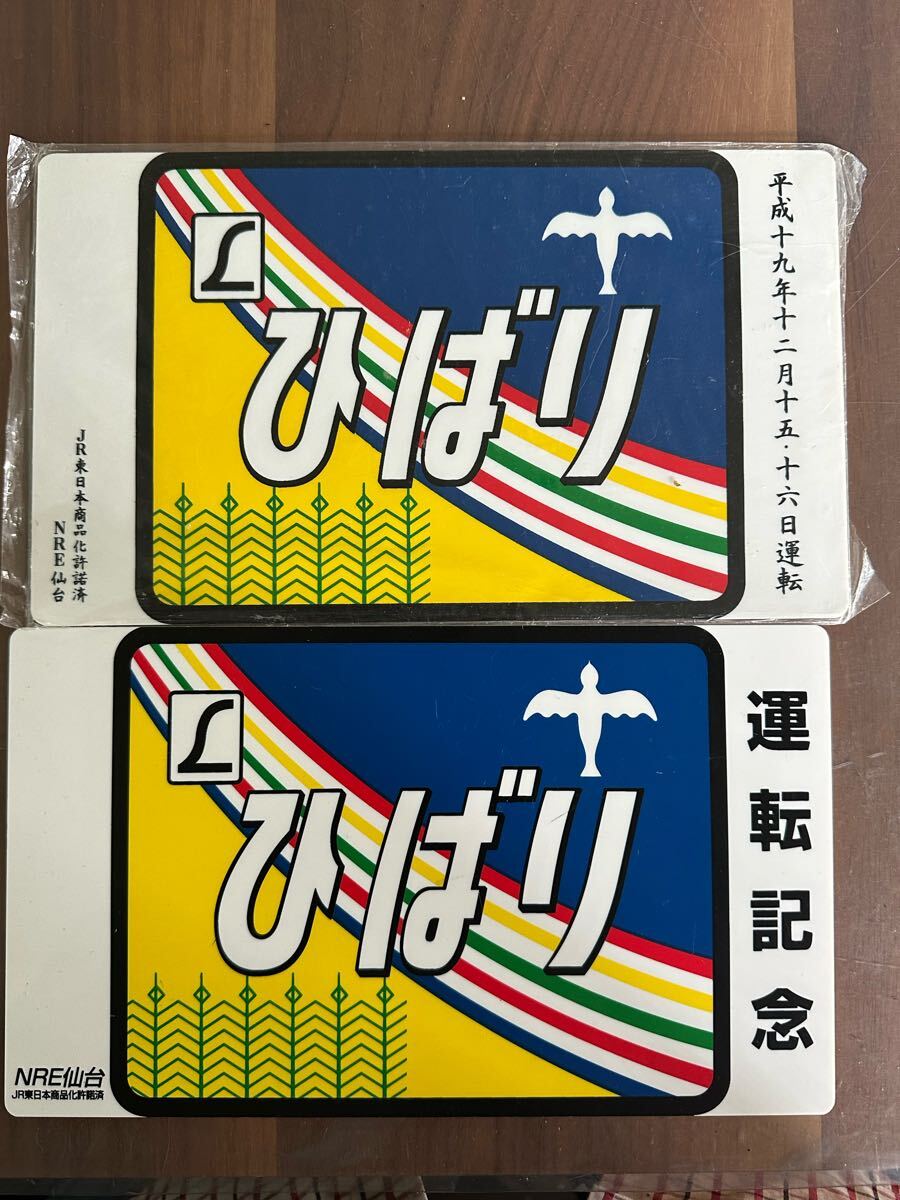 平成十九年十二月十五・十六日運転
L
ひばり
JR東日本商品化許諾済
NRE仙台
運転記念
L
ひばり
NRE仙台
JR東日本商品化許諾済